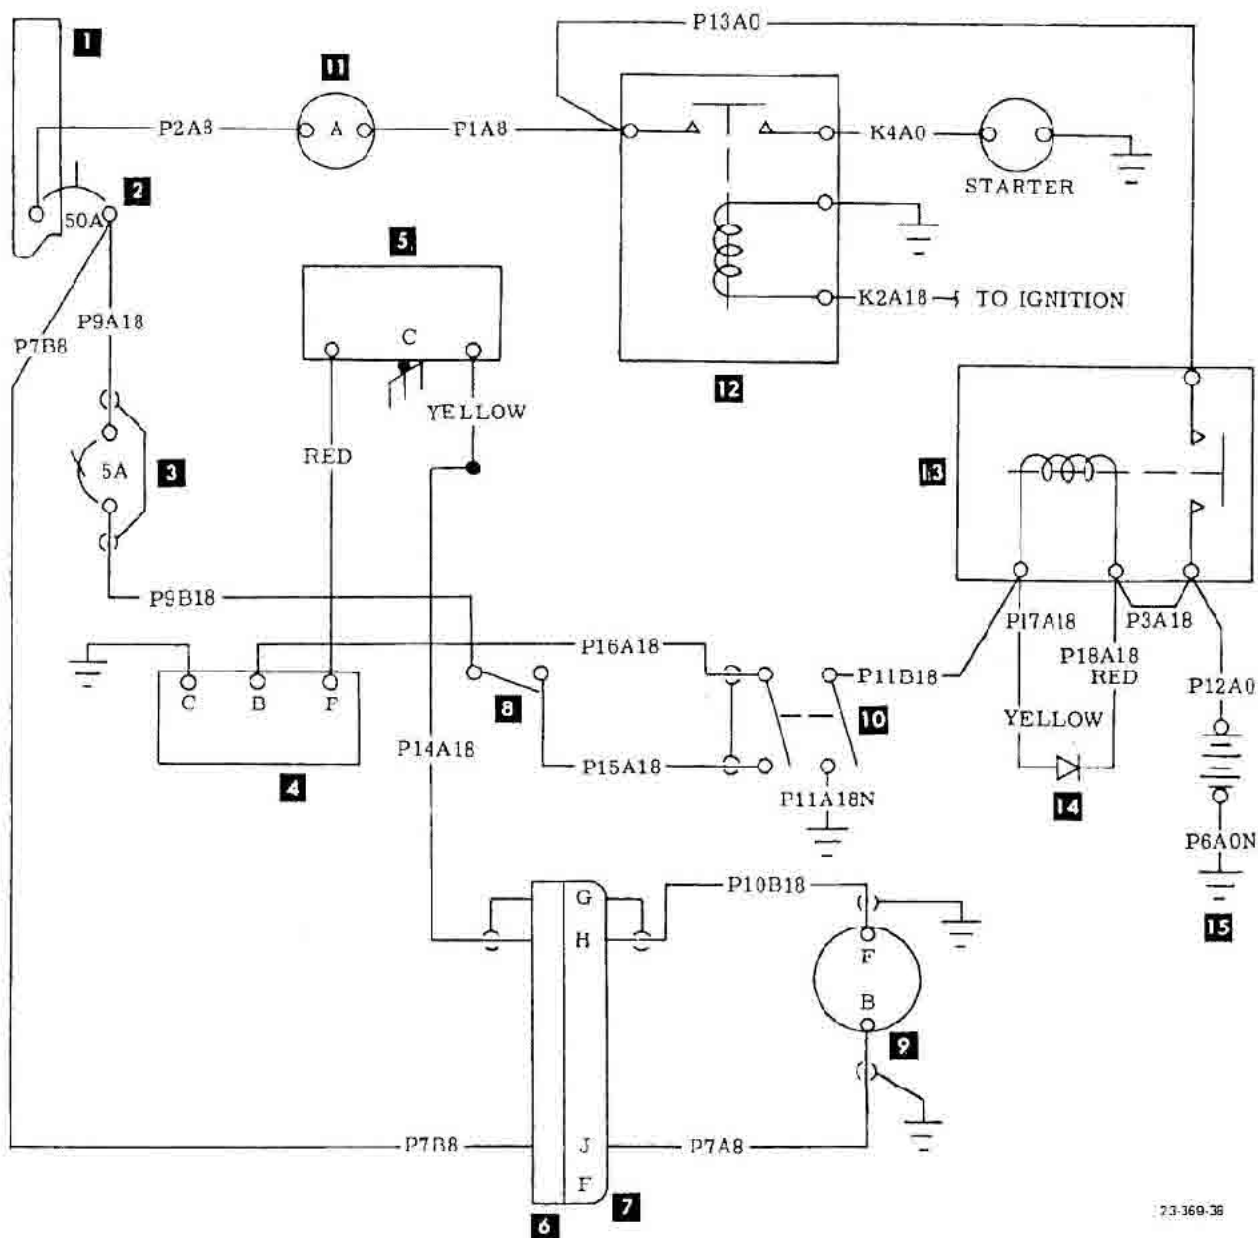 P13A0
1
11
P2A8
A
P1A8
K4A0
STARTER
2
50A
5
P9A18
P7B8
C
K2A18
TO IGNITION
12
YELLOW
RED
13
5A
3
P9B18
P16A18
P17A18
P3A18
P18A18
RED
P11B18
P12A0
C
B
F
8
10
YELLOW
P14A18
P15A18
4
P11A18N
14
P6A0N
15
P10B18
G
H
F
B
9
P7B8
J
P7A8
F
7
6
23-369-38